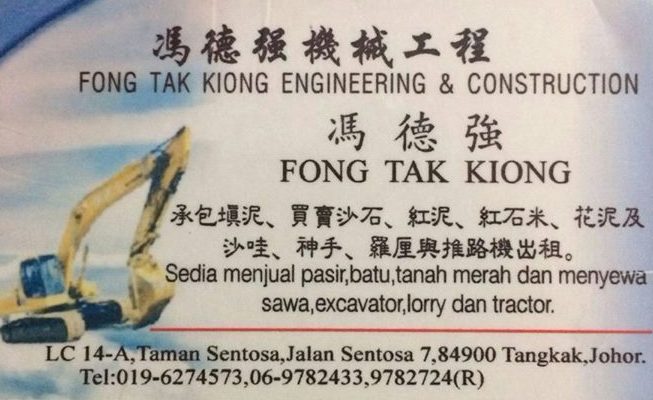 馮德强機械工程
FONG TAK KIONG ENGINEERING & CONSTRUCTION
馮德強
FONG TAK KIONG
承包填泥、買賣沙石、紅泥、紅石米、花泥及
沙哇、神手、羅厘與推路機出租。
Sedia menjual pasir,batu,tanah merah dan menyewa
sawa,excavator,lorry dan tractor.
LC 14-A,Taman Sentosa,Jalan Sentosa 7,84900 Tangkak,Johor.
Tel:019-6274573,06-9782433,9782724(R)